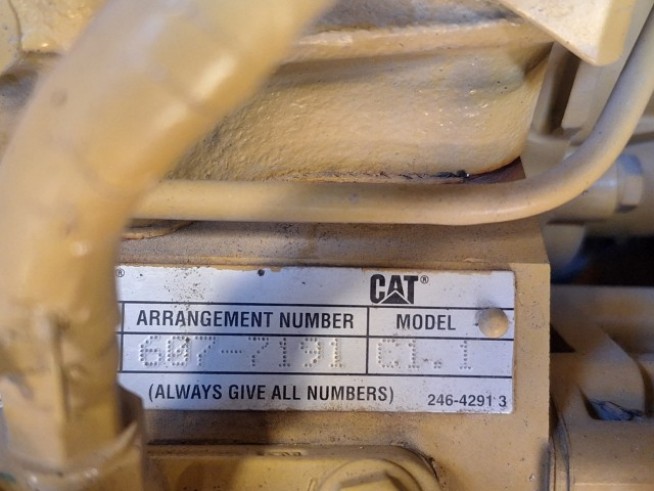 ® CAT®
ARRANGEMENT NUMBER MODEL
607-7191 C1.1
(ALWAYS GIVE ALL NUMBERS) 246-4291 3